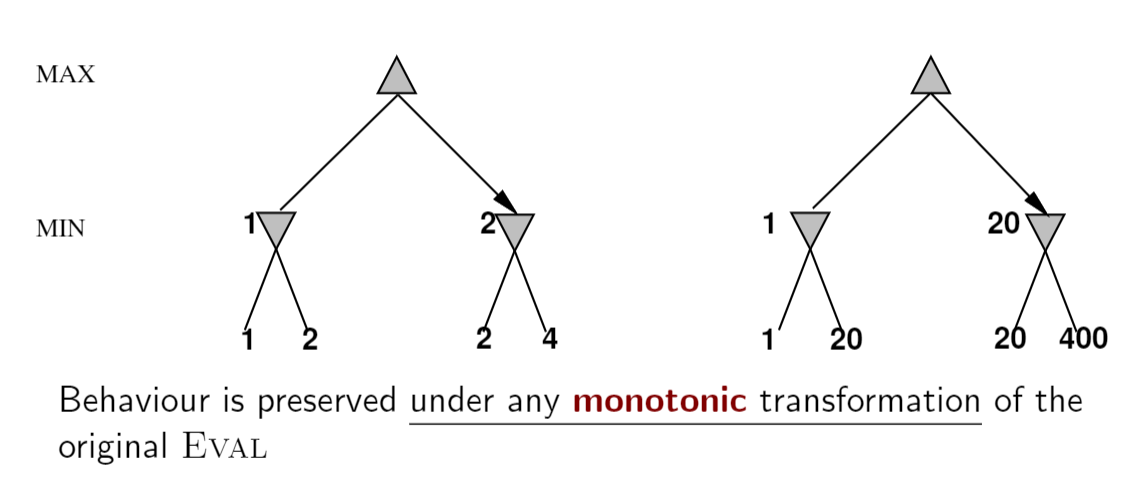 MAX
MIN
1 2 1 20
1 2 2 4 1 20 20 400
Behaviour is preserved under any monotonic transformation of the
original EVAL